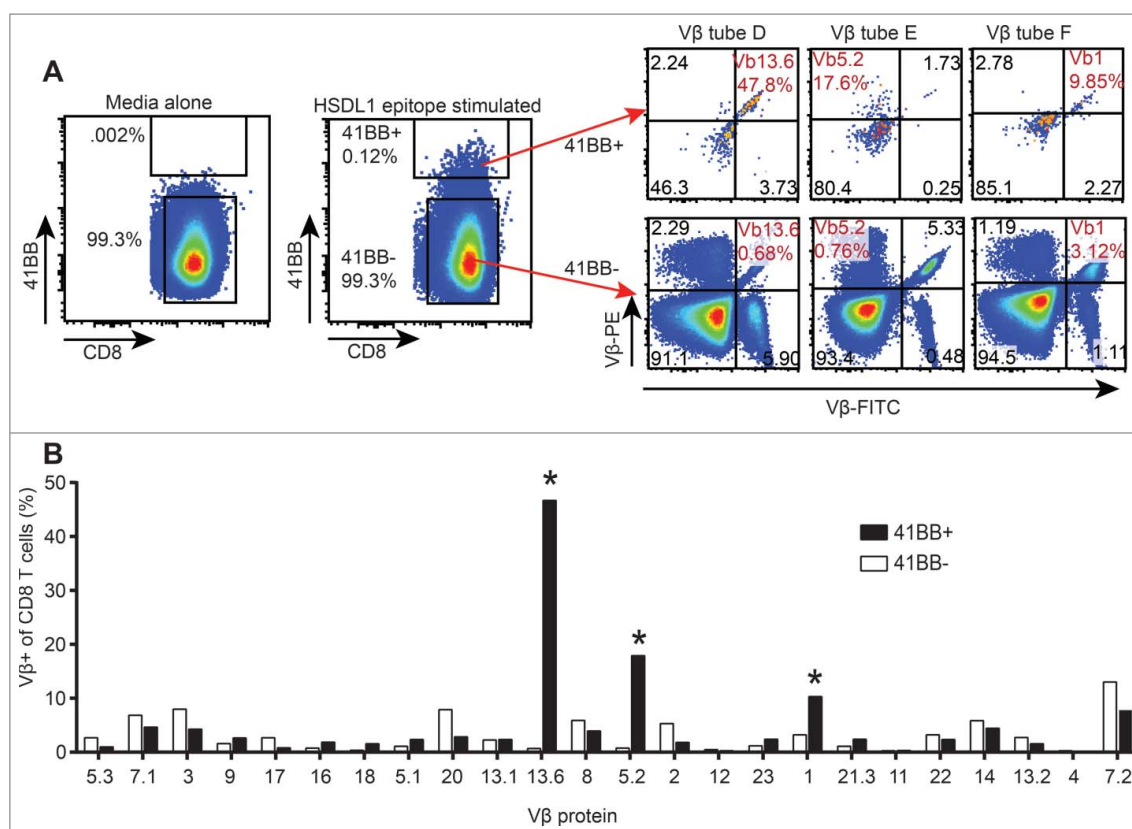 A
Media alone
.002%
99.3%
41BB
CD8
HSDL1 epitope stimulated
41BB+
0.12%
41BB-
99.3%
41BB
CD8
41BB+
41BB-
Vβ tube D
Vβ tube E
Vβ tube F
2.24
Vb13.6
47.8%
46.3
3.73
Vb5.2
17.6%
1.73
80.4
0.25
2.78
Vb1
9.85%
85.1
2.27
2.29
Vb13.6
0.68%
91.1
5.90
Vb5.2
0.76%
5.33
93.4
0.48
1.19
Vb1
3.12%
94.5
1.11
Vβ-PE
Vβ-FITC
B
Vβ+ of CD8 T cells (%)
50
40
30
20
10
0
* * *
41BB+
41BB-
5.3 7.1 3 9 17 16 18 5.1 20 13.1 13.6 8 5.2 2 12 23 1 21.3 11 22 14 13.2 4 7.2
Vβ protein